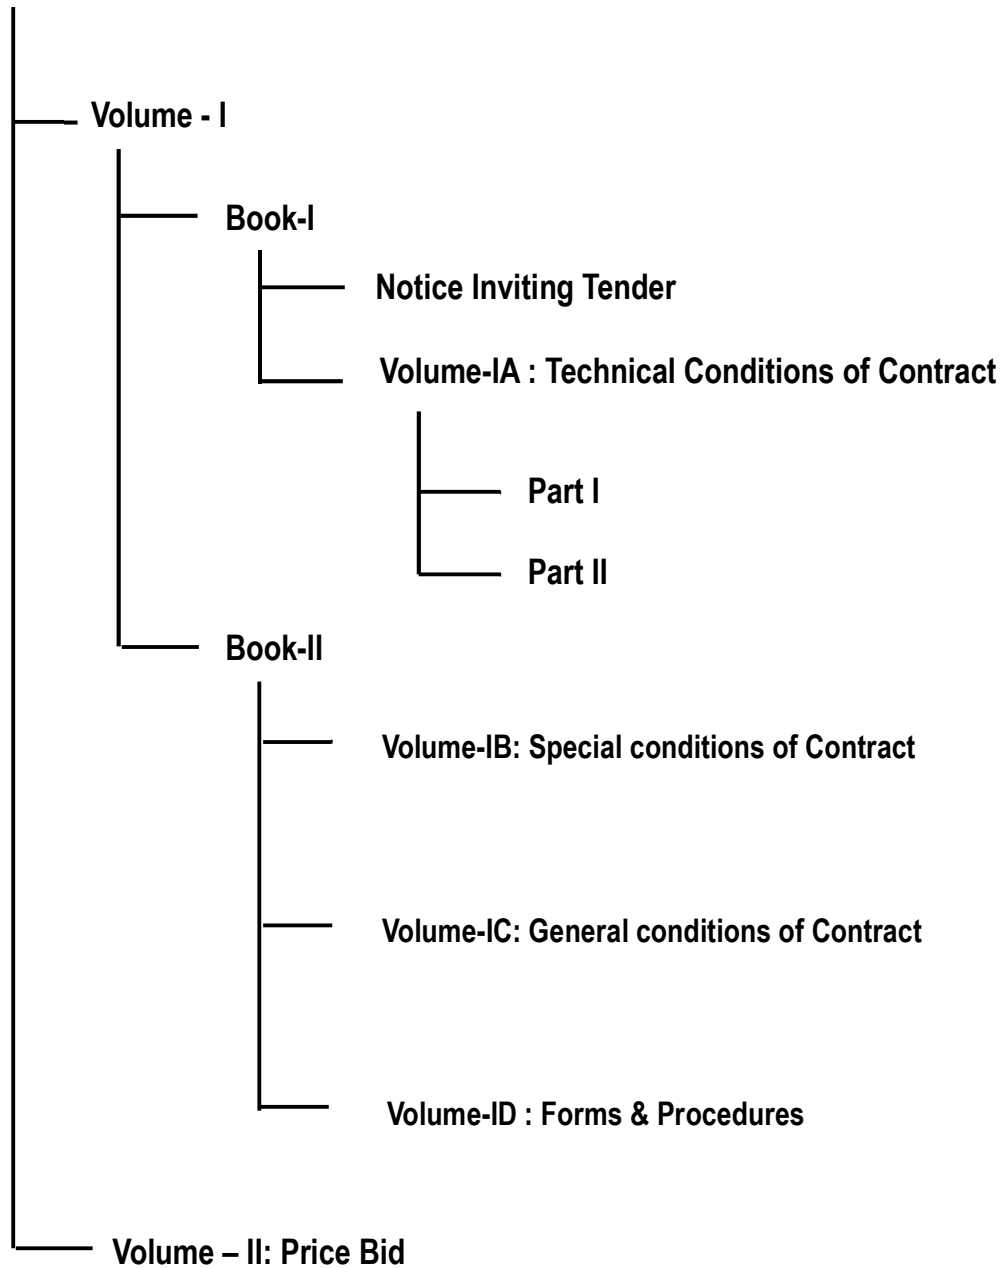 Volume - I
Book-I
Notice Inviting Tender
Volume-IA : Technical Conditions of Contract
Part I
Part II
Book-II
Volume-IB: Special conditions of Contract
Volume-IC: General conditions of Contract
Volume-ID : Forms & Procedures
Volume – II: Price Bid